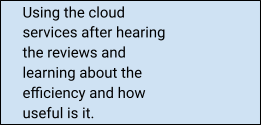 Using the cloud
services after hearing
the reviews and
learning about the
efficiency and how
useful is it.